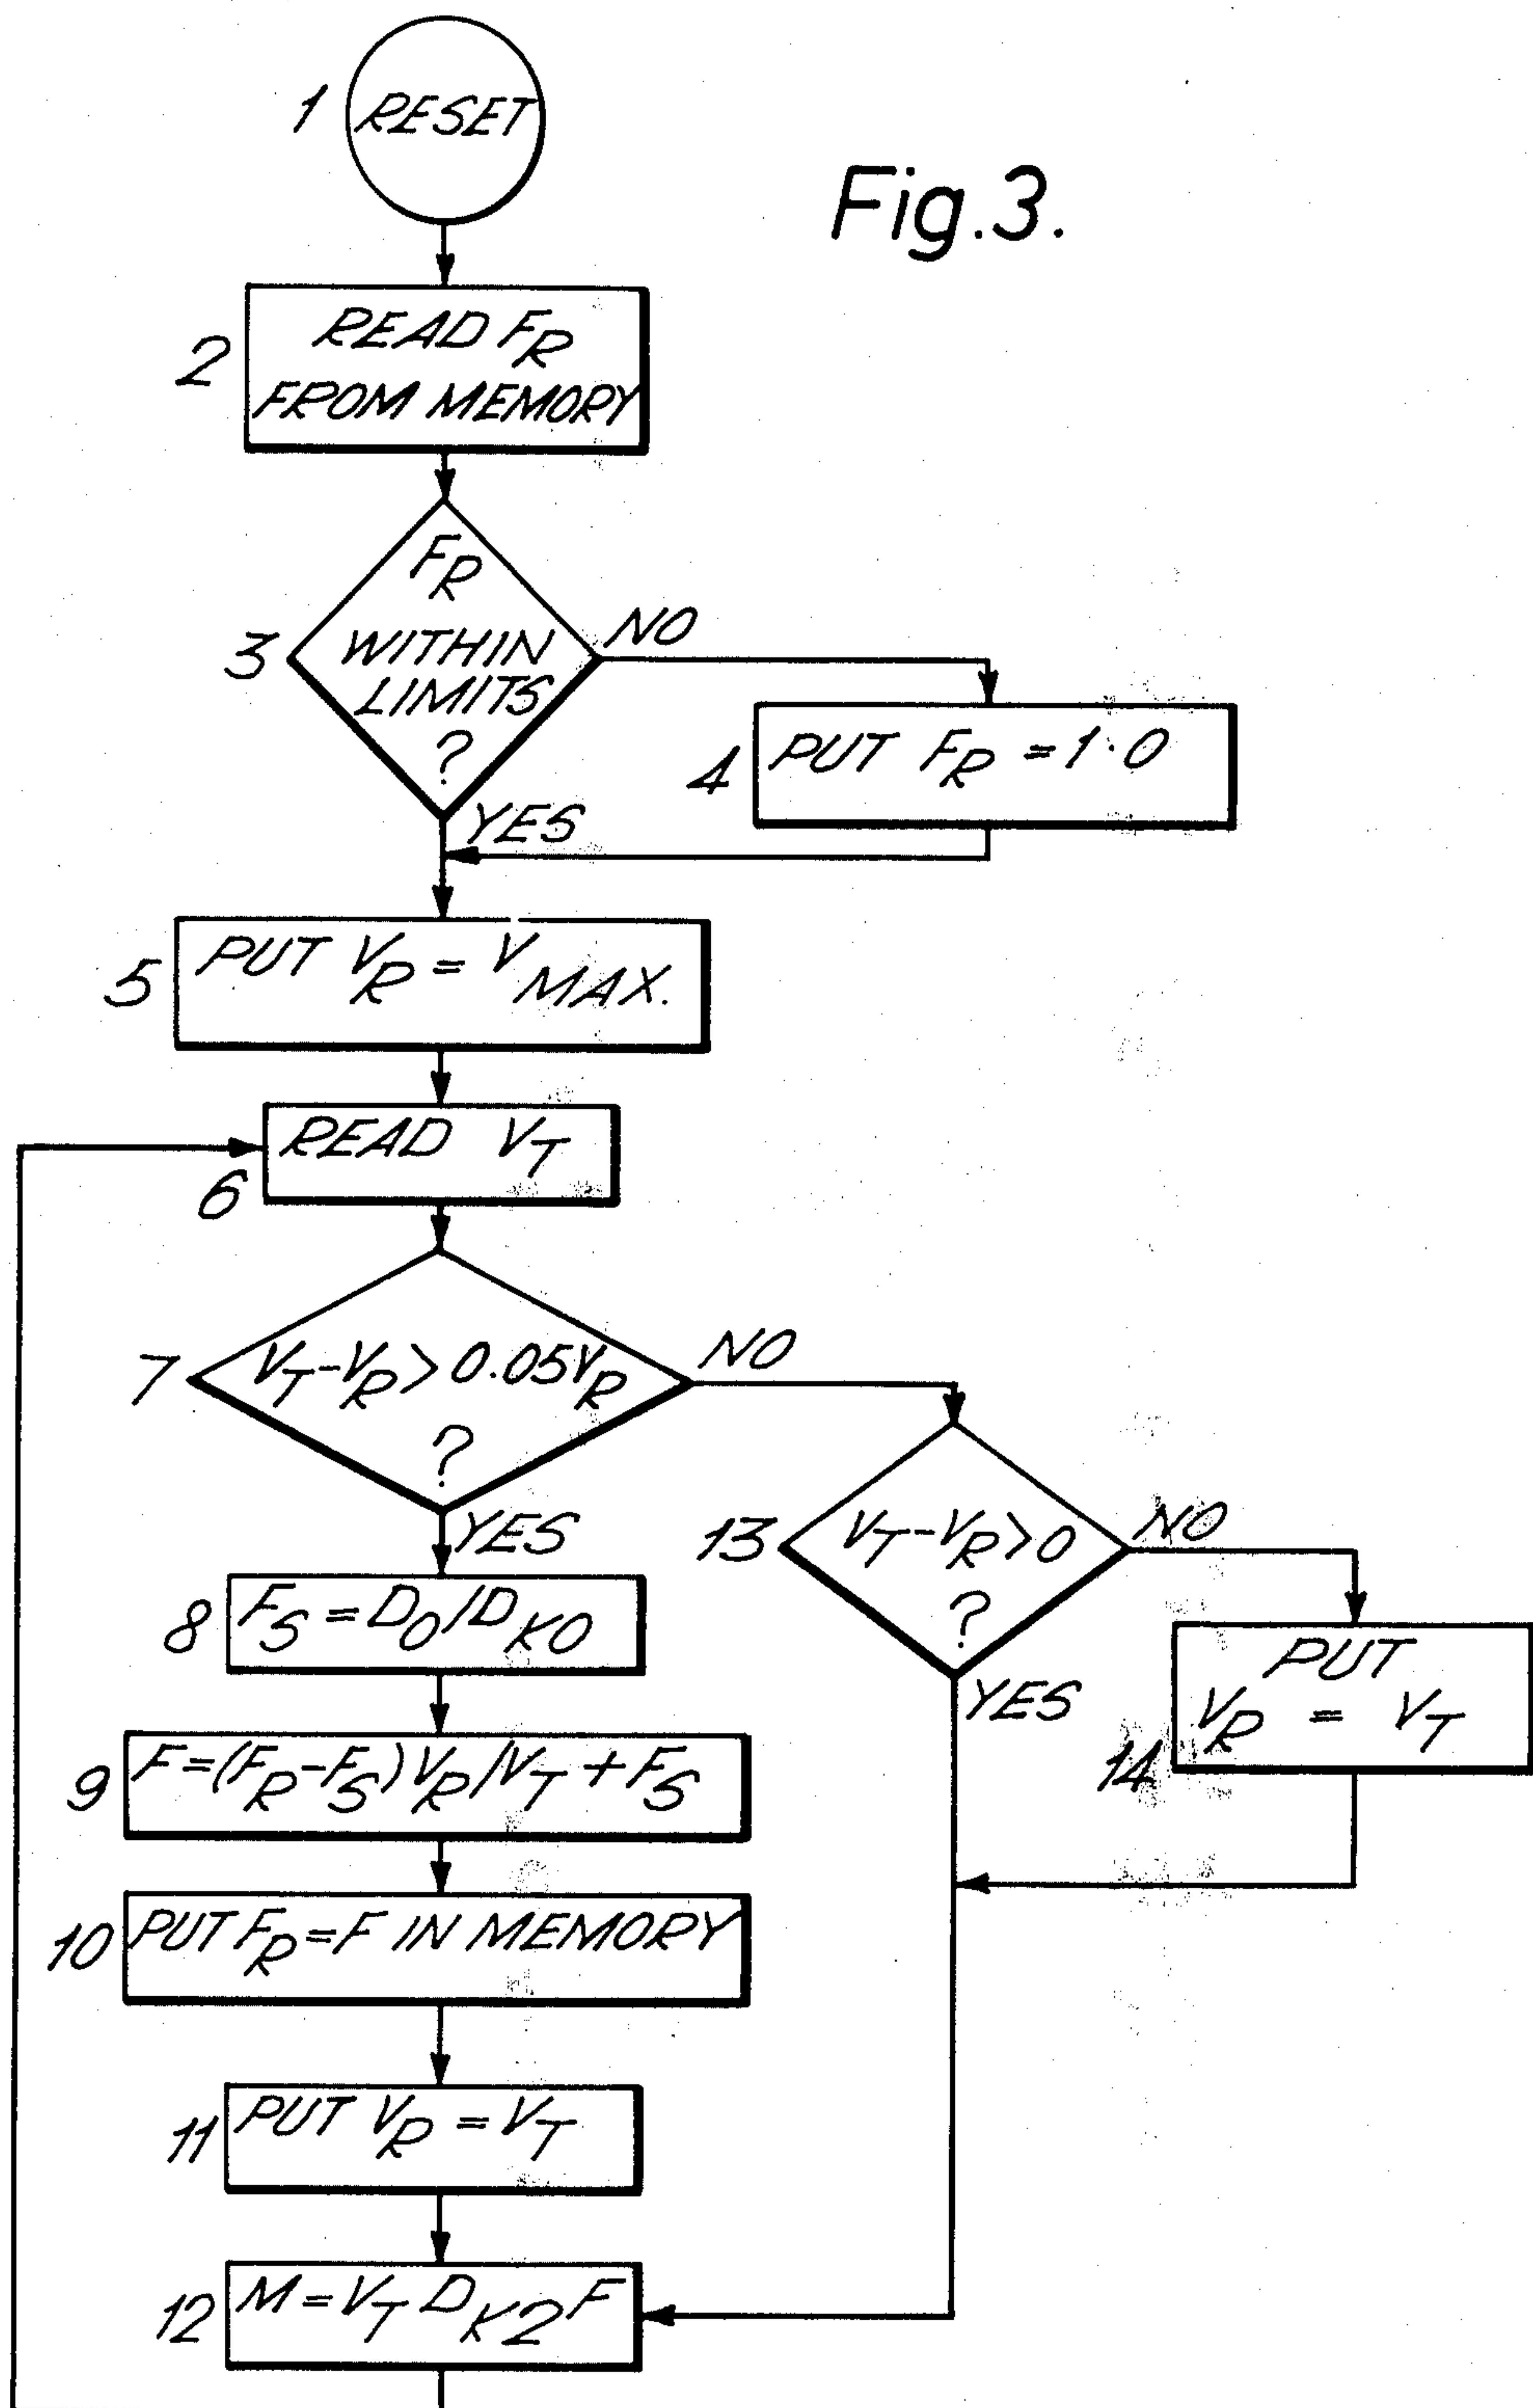 1 RESET
Fig.3.
2 READ F_R
FROM MEMORY
F_R
3 WITHIN
LIMITS
?
NO
YES
4 PUT F_R = 1·0
5 PUT V_R = V_MAX.
6 READ V_T
7 V_T-V_R > 0.05V_R
?
NO
YES
13 V_T-V_R>0
?
NO
YES
8 F_S = D_O/D_KO
PUT
14 V_R = V_T
9 F=(F_R-F_S)V_R/V_T + F_S
10 PUT F_R=F IN MEMORY
11 PUT V_R = V_T
12 M=V_T D_K2 F